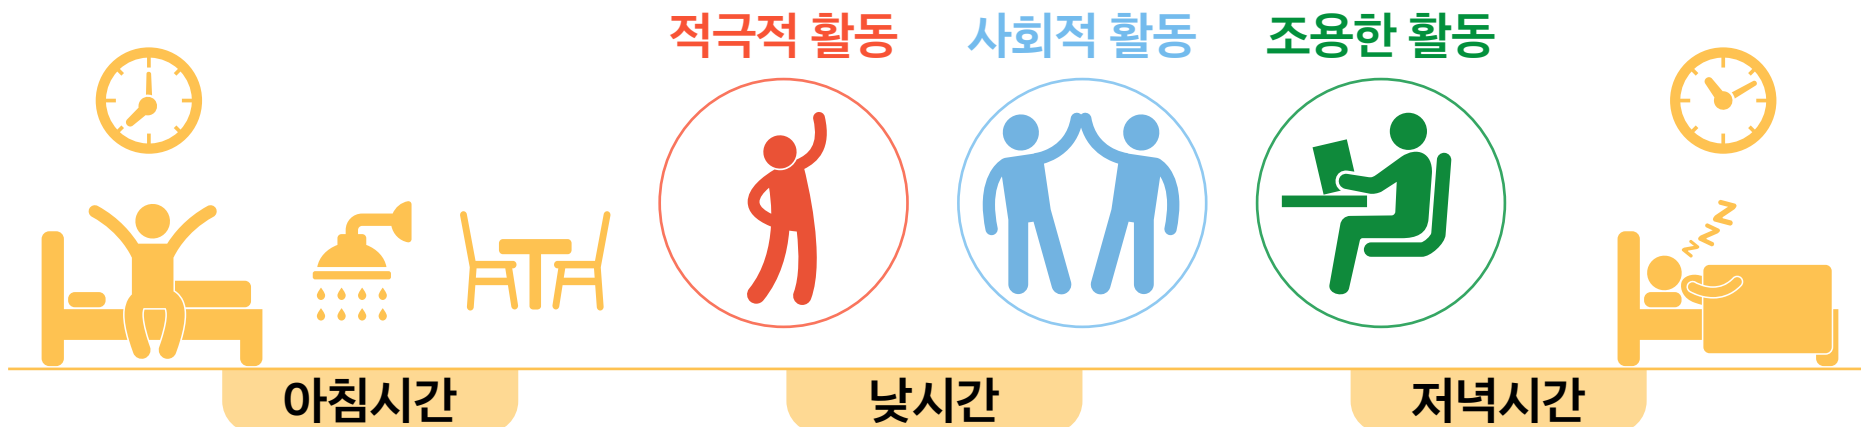 적극적 활동 사회적 활동 조용한 활동
z z z
아침시간 낮시간 저녁시간